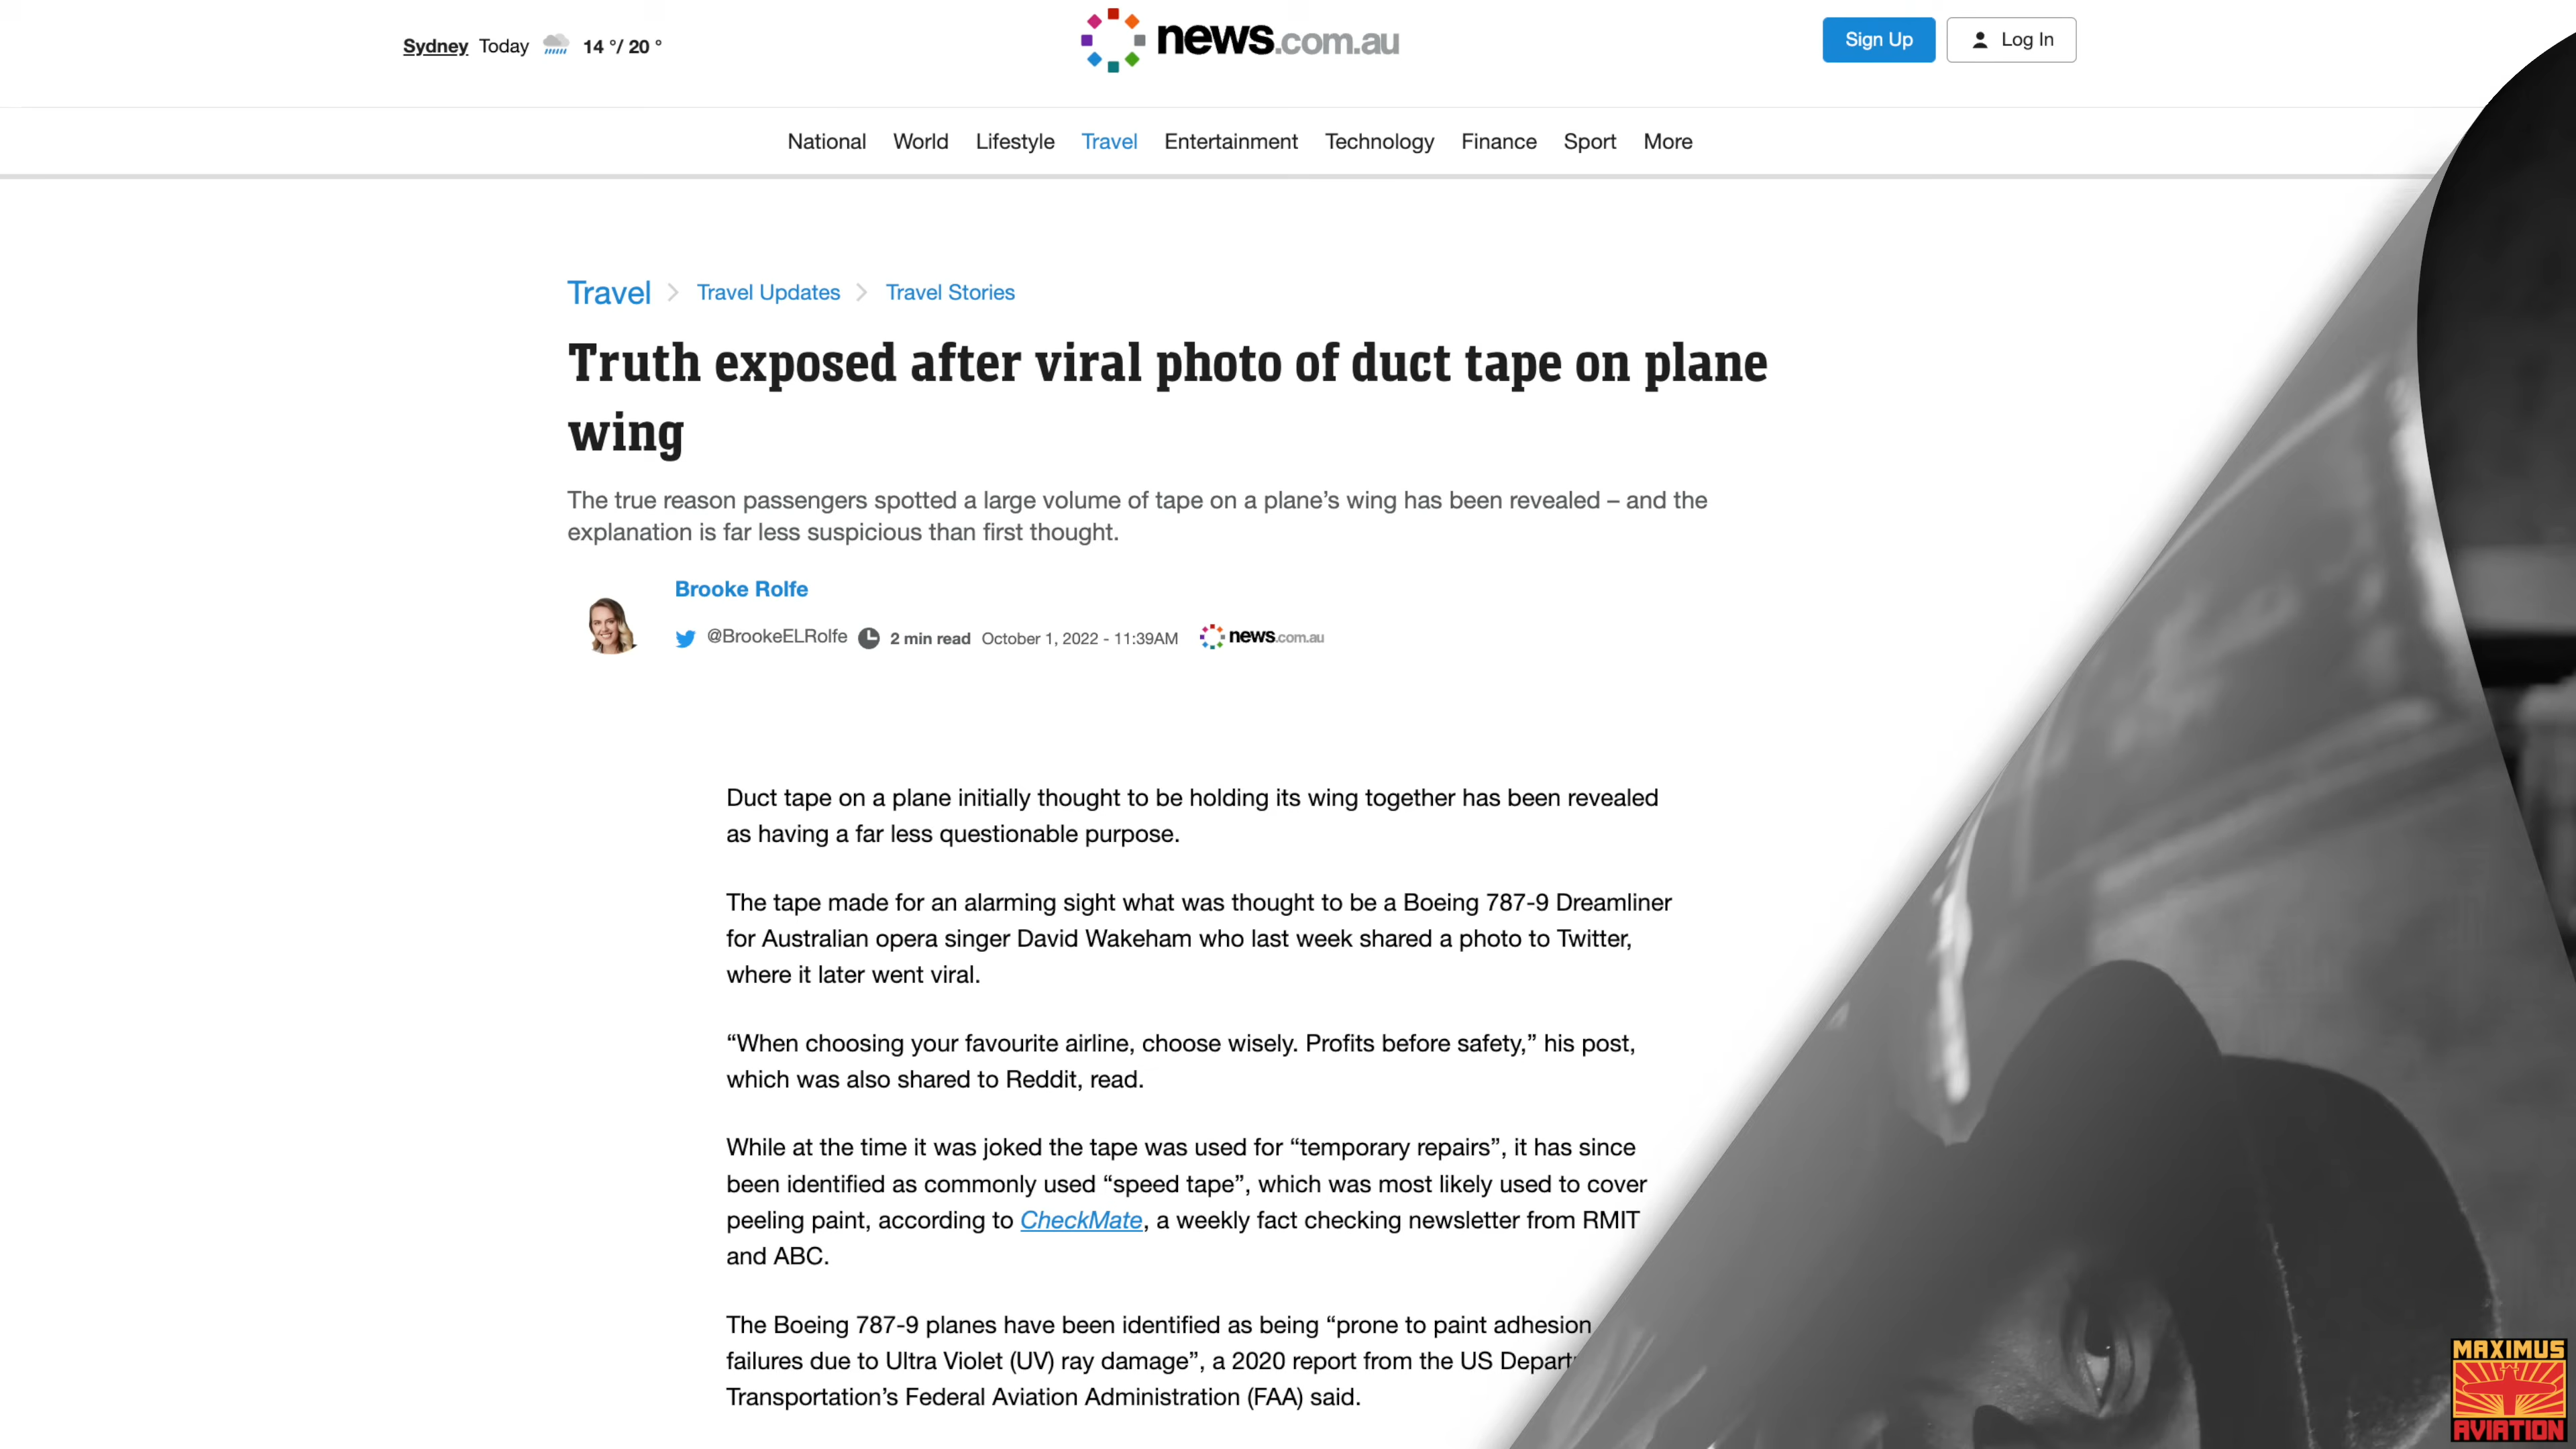 Sydney Today 14 °/ 20 °
news.com.au
Sign Up
Log In
National World Lifestyle Travel Entertainment Technology Finance Sport More
Travel > Travel Updates > Travel Stories
Truth exposed after viral photo of duct tape on plane
wing
The true reason passengers spotted a large volume of tape on a plane’s wing has been revealed – and the
explanation is far less suspicious than first thought.
Brooke Rolfe
@BrookeELRolfe 2 min read October 1, 2022 - 11:39AM news.com.au
Duct tape on a plane initially thought to be holding its wing together has been revealed
as having a far less questionable purpose.
The tape made for an alarming sight what was thought to be a Boeing 787-9 Dreamliner
for Australian opera singer David Wakeham who last week shared a photo to Twitter,
where it later went viral.
“When choosing your favourite airline, choose wisely. Profits before safety,” his post,
which was also shared to Reddit, read.
While at the time it was joked the tape was used for “temporary repairs”, it has since
been identified as commonly used “speed tape”, which was most likely used to cover
peeling paint, according to CheckMate, a weekly fact checking newsletter from RMIT
and ABC.
The Boeing 787-9 planes have been identified as being “prone to paint adhesion
failures due to Ultra Violet (UV) ray damage”, a 2020 report from the US Depart
Transportation’s Federal Aviation Administration (FAA) said.
MAXIMUS
AVIATION